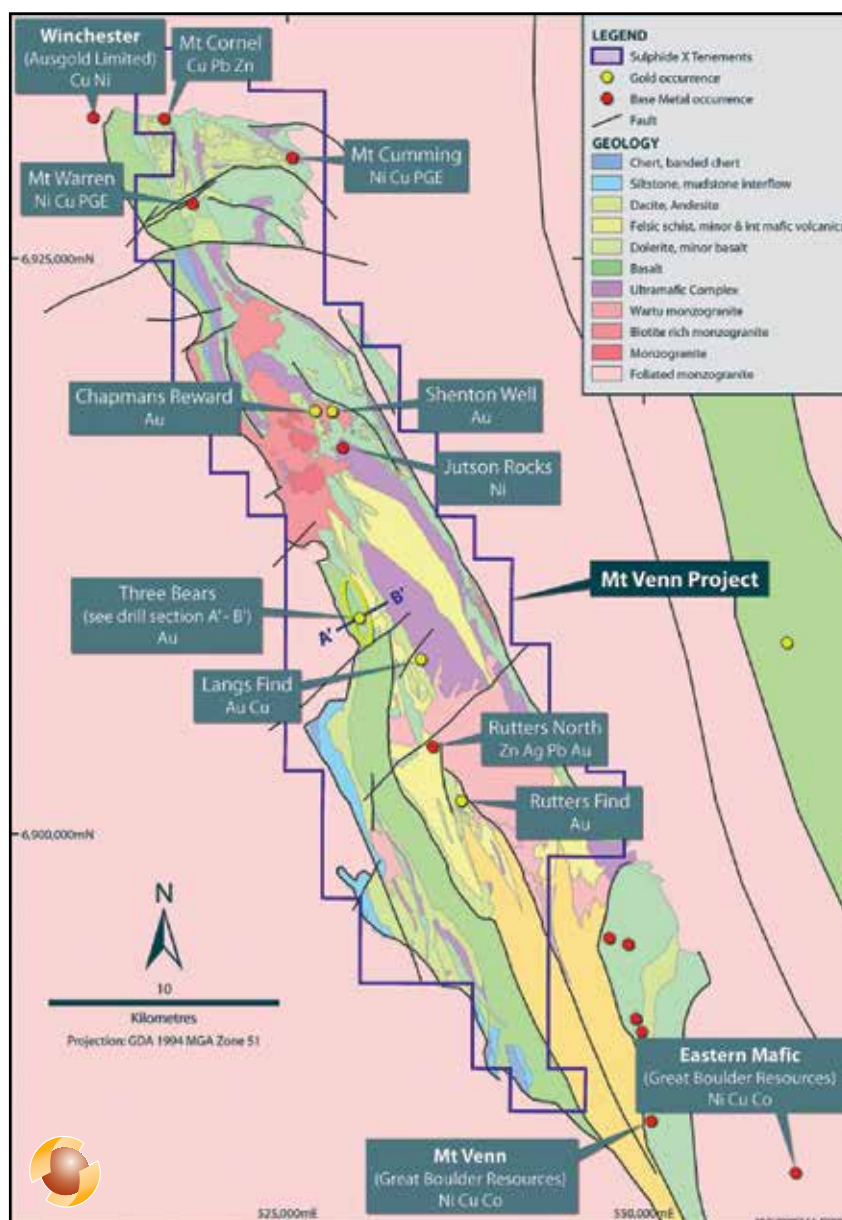 Winchester
(Ausgold Limited)
Cu Ni
Mt Cornel
Cu Pb Zn
Mt Cumming
Ni Cu PGE
Mt Warren
Ni Cu PGE
6,925,000mN
LEGEND
Sulphide X Tenements
Gold occurrence
Base Metal occurrence
Fault
GEOLOGY
Chert, banded chert
Siltstone, mudstone interflow
Dacite, Andesite
Felsic schist, minor & int mafic volcanics
Dolerite, minor basalt
Basalt
Ultramafic Complex
Wartu monzogranite
Biotite rich monzogranite
Monzogranite
Foliated monzogranite
Chapmans Reward
Au
Shenton Well
Au
Jutson Rocks
Ni
Mt Venn Project
Three Bears
(see drill section A' - B')
Au
A'
B'
Langs Find
Au Cu
Rutters North
Zn Ag Pb Au
Rutters Find
Au
6,900,000mN
N
10
Kilometres
Projection: GDA 1994 MGA Zone 51
Eastern Mafic
(Great Boulder Resources)
Ni Cu Co
Mt Venn
(Great Boulder Resources)
Ni Cu Co
525,000mE
550,000mE